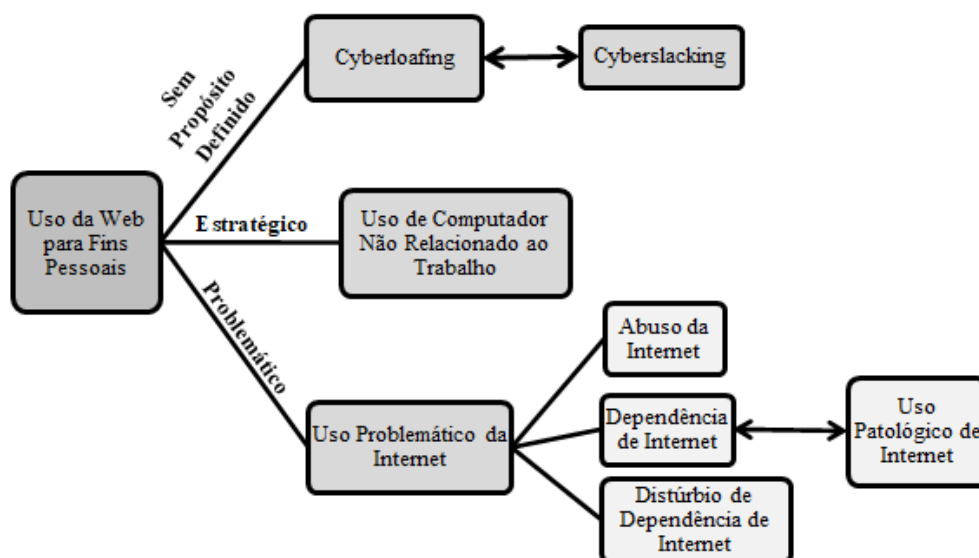 Cyberloafing
Cyberslacking
Sem
Propósito
Definido
Uso da Web
para Fins
Pessoais
Estratégico
Uso de Computador
Não Relacionado ao
Trabalho
Problemático
Abuso da
Internet
Uso Problemático da
Internet
Dependência
de Internet
Uso
Patológico de
Internet
Distúrbio de
Dependência de
Internet